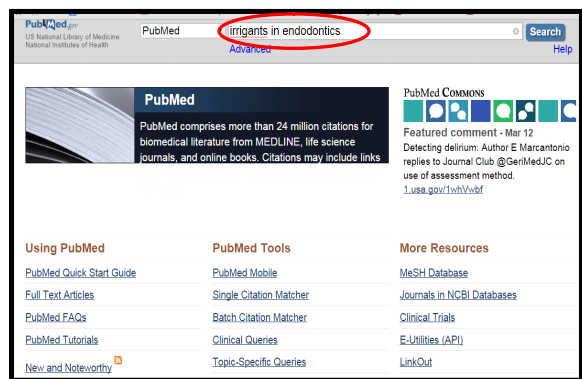 PubMed.gov
US National Library of Medicine
National Institutes of Health
PubMed
irrigants in endodontics
Search
Advanced
Help
PubMed
PubMed comprises more than 24 million citations for
biomedical literature from MEDLINE, life science
journals, and online books. Citations may include links
PubMed Commons
Featured comment - Mar 12
Detecting delirium: Author E Marcantonio
replies to Journal Club @GeriMedJC on
use of assessment method.
1.usa.gov/1whVwbf
Using PubMed
PubMed Quick Start Guide
Full Text Articles
PubMed FAQs
PubMed Tutorials
New and Noteworthy
PubMed Tools
PubMed Mobile
Single Citation Matcher
Batch Citation Matcher
Clinical Queries
Topic-Specific Queries
More Resources
MeSH Database
Journals in NCBI Databases
Clinical Trials
E-Utilities (API)
LinkOut